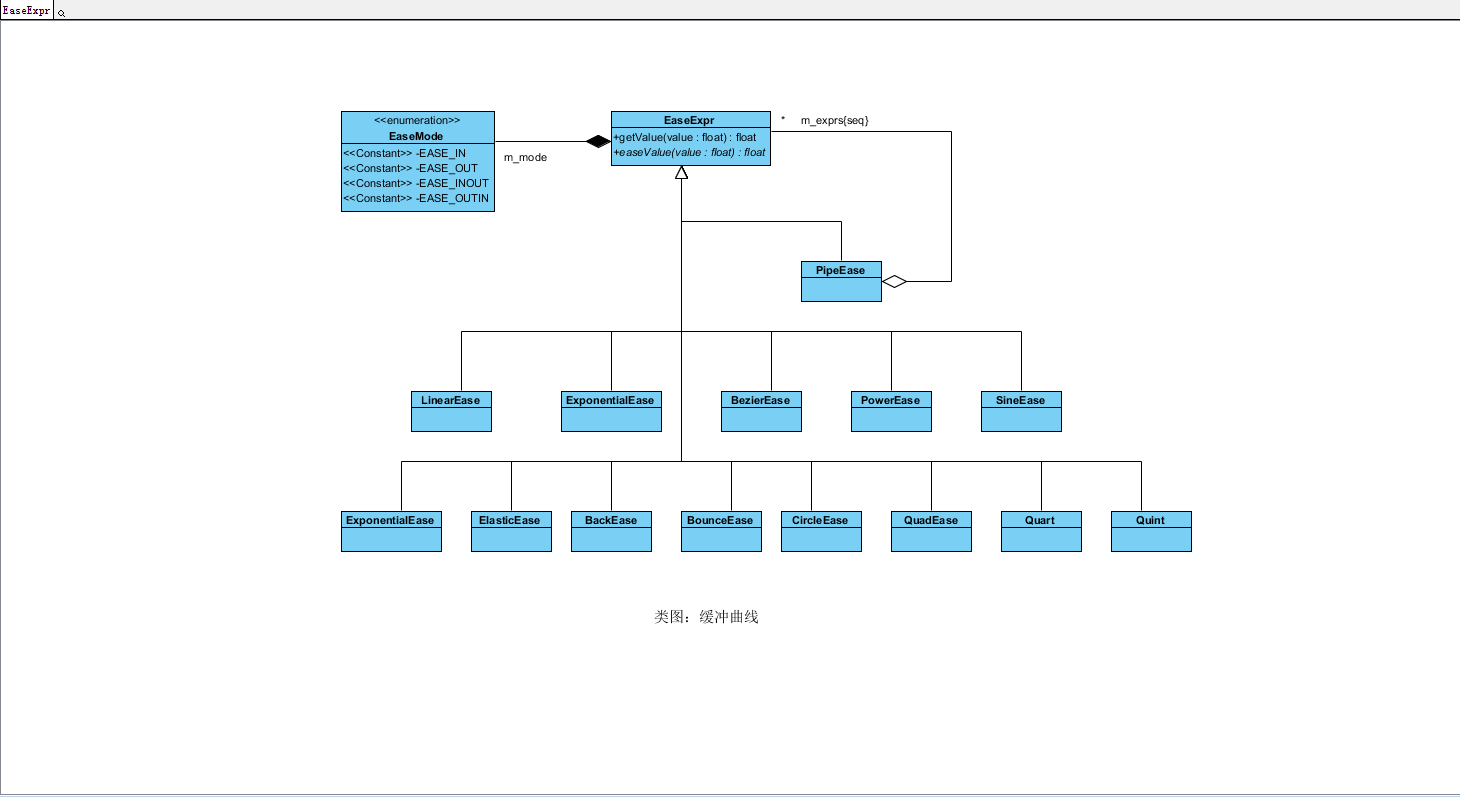 EaseExpr
<<enumeration>>
EaseMode
<<Constant>> -EASE_IN
<<Constant>> -EASE_OUT
<<Constant>> -EASE_INOUT
<<Constant>> -EASE_OUTIN
m_mode
EaseExpr
+getValue(value : float) : float
+easeValue(value : float) : float
* m_exprs{seq}
PipeEase
LinearEase ExponentialEase BezierEase PowerEase SineEase
ExponentialEase ElasticEase BackEase BounceEase CircleEase QuadEase Quart Quint
类图：缓冲曲线